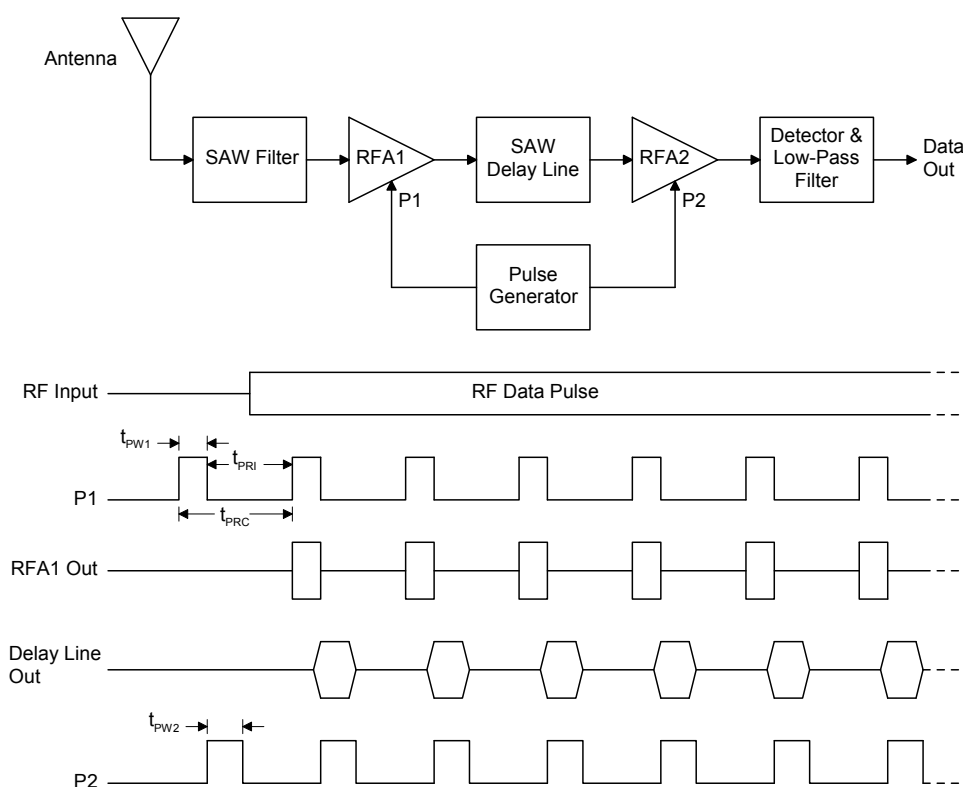 Antenna
SAW Filter
RFA1
SAW
Delay Line
RFA2
Detector &
Low-Pass
Filter
Data
Out
P1
P2
Pulse
Generator
RF Input
RF Data Pulse
tPW1
tPRI
P1
tPRC
RFA1 Out
Delay Line
Out
tPW2
P2